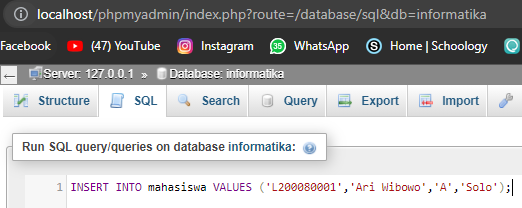 localhost/phpmyadmin/index.php?route=/database/sql&db=informatika
Facebook (47) YouTube Instagram 35 WhatsApp S Home | Schoology
Server: 127.0.0.1 » Database: informatika
Structure SQL Search Query Export Import
Run SQL query/queries on database informatika:
1 INSERT INTO mahasiswa VALUES ('L200080001','Ari Wibowo','A','Solo');